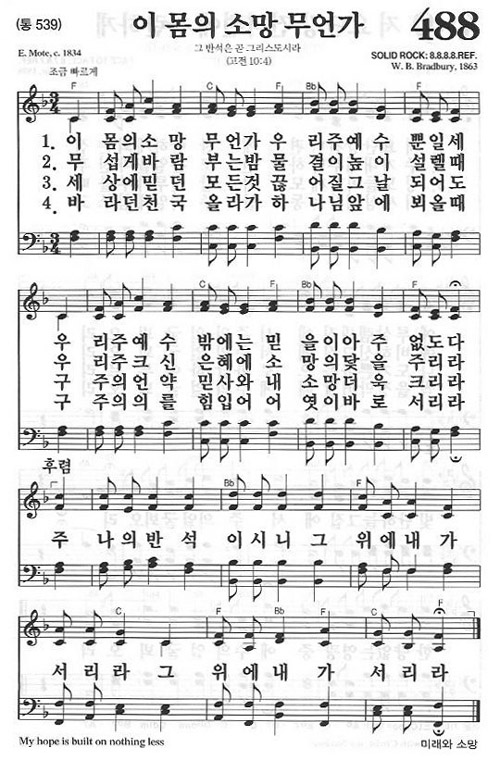 (통 539)
이 몸의 소망 무언가
488
E. Mote, c. 1834
그 반석은 곧 그리스도시라
(고전 10:4)
SOLID ROCK: 8.8.8.8.REF.
W. B. Bradbury, 1863
조금 빠르게
F C F Bb F
1. 이 몸의소 망 무언가우 리주예 수 뿐일세
2. 무 섭게바 람 부는밤물 결이높 아 설렐때
3. 세 상에믿 던 모든것끊 어질그 날 되어도
4. 바 라던천 국 올라가하 나님앞 에 뵈올때
C F Bb F C F
우 리주예 수 밖에는믿 을이아 주 없도다
우 리주크 신 은혜에소 망의닻 을 주리라
구 주의언 약 믿사와내 소망더 욱 크리라
구 주의의 를 힘입어어 엿이바 로 서리라
후렴
F Bb F
주 나의반 석 이시니그 위에내 가
C F Bb F C F
서리라 그 위에내 가 서리라
My hope is built on nothing less
미래와 소망